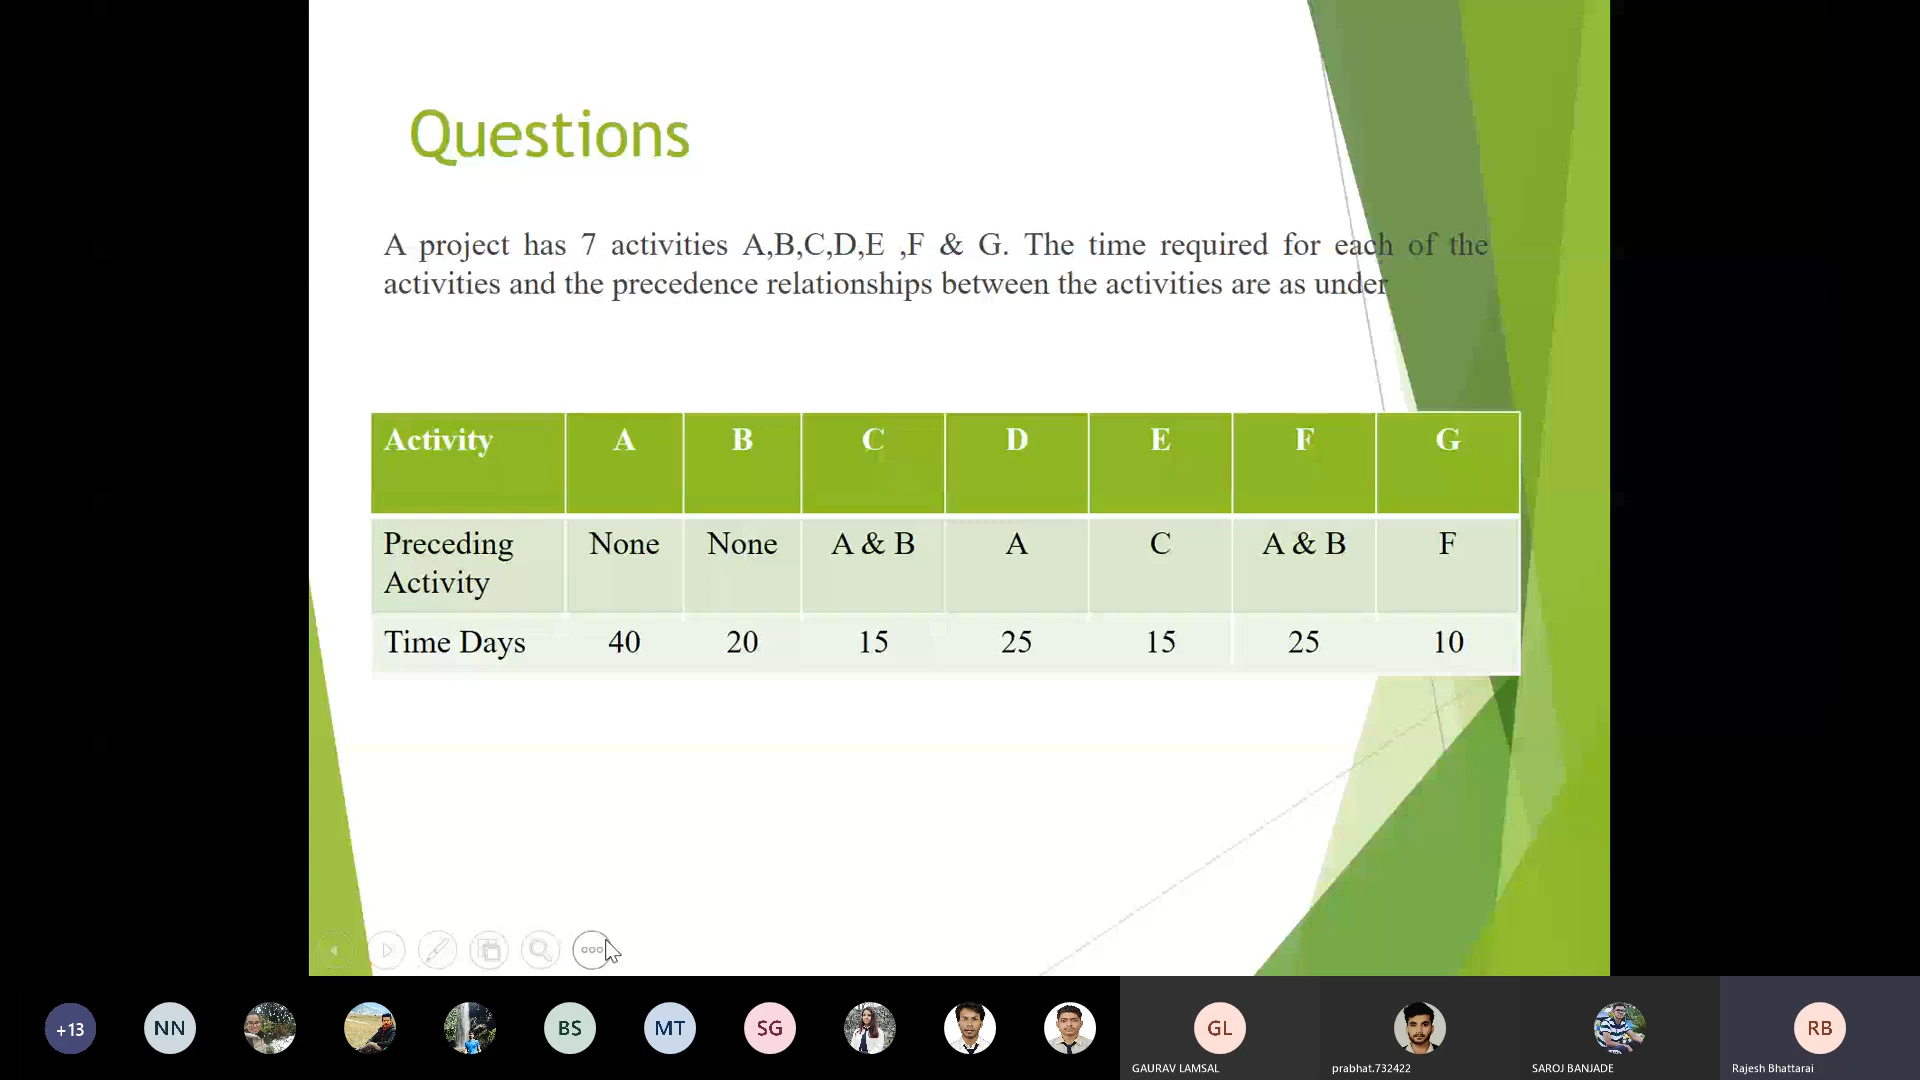 Questions
A project has 7 activities A,B,C,D,E ,F & G. The time required for each of the
activities and the precedence relationships between the activities are as under
Activity A B C D E F G
Preceding Activity None None A & B A C A & B F
Time Days 40 20 15 25 15 25 10
+13 NN BS MT SG GL RB
GAURAV LAMSAL prabhat.732422 SAROJ BANJADE Rajesh Bhattarai